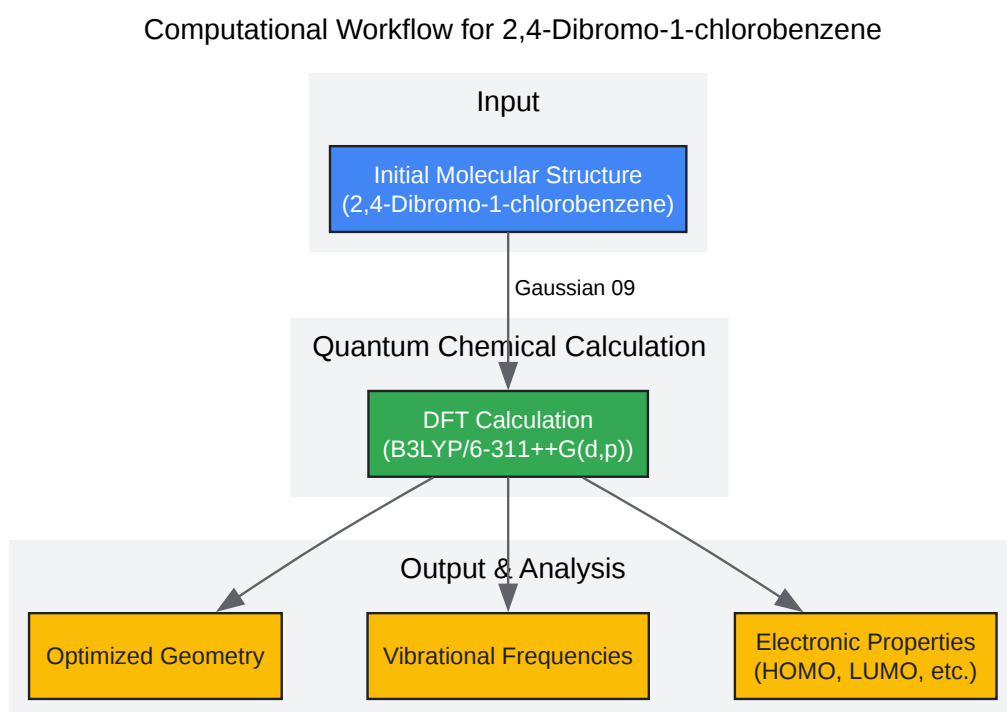 Computational Workflow for 2,4-Dibromo-1-chlorobenzene
Input
Initial Molecular Structure
(2,4-Dibromo-1-chlorobenzene)
Gaussian 09
Quantum Chemical Calculation
DFT Calculation
(B3LYP/6-311++G(d,p))
Output & Analysis
Optimized Geometry
Vibrational Frequencies
Electronic Properties
(HOMO, LUMO, etc.)